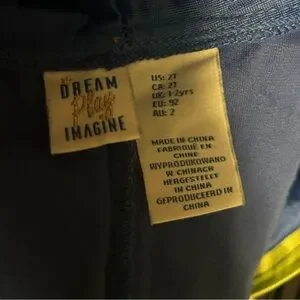 DREAM
Play
IMAGINE
US: 2T
CA: 2T
UK: 1-2yrs
EU: 92
AU: 2
MADE IN CHINA
FABRIQUÉ EN
CHINE
WYPRODUKOWANO
W CHINACH
HERGESTELLT
IN CHINA
GEPRODUCEERD IN
CHINA